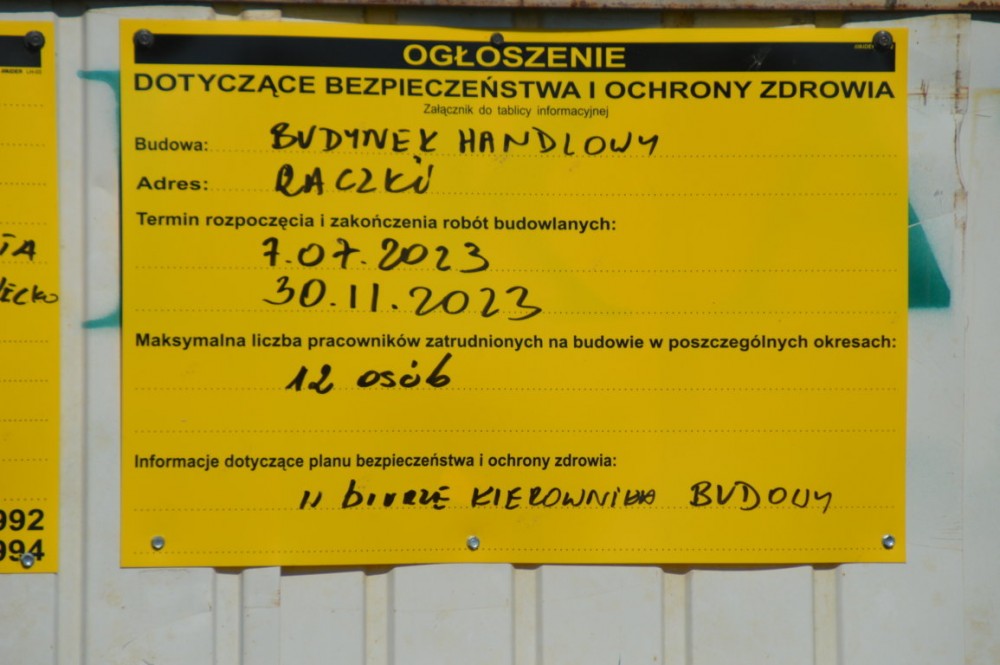 OGŁOSZENIE
DOTYCZĄCE BEZPIECZEŃSTWA I OCHRONY ZDROWIA
Załącznik do tablicy informacyjnej
Budowa: BUDYNEK HANDLOWY
Adres: RACZKI
Termin rozpoczęcia i zakończenia robót budowlanych:
7.07.2023
30.11.2023
Maksymalna liczba pracowników zatrudnionych na budowie w poszczególnych okresach:
12 osób
Informacje dotyczące planu bezpieczeństwa i ochrony zdrowia:
W biurze KIEROWNIKA BUDOWY
992
994